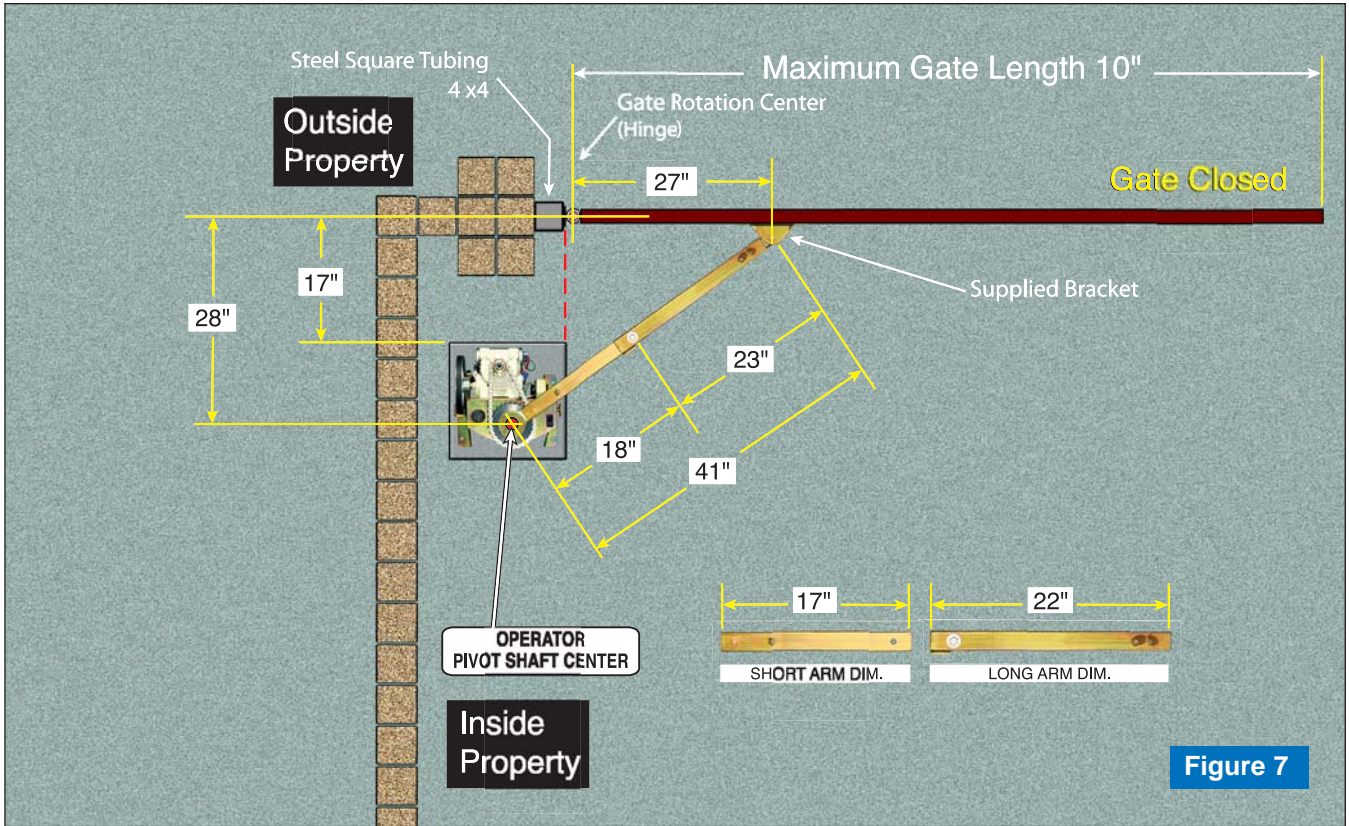 Steel Square Tubing
4 x4
Maximum Gate Length 10"
Gate Rotation Center
(Hinge)
Outside
Property
27"
Gate Closed
17"
28"
Supplied Bracket
23"
18"
41"
OPERATOR
PIVOT SHAFT CENTER
17"
22"
SHORT ARM DIM.
LONG ARM DIM.
Inside
Property
Figure 7